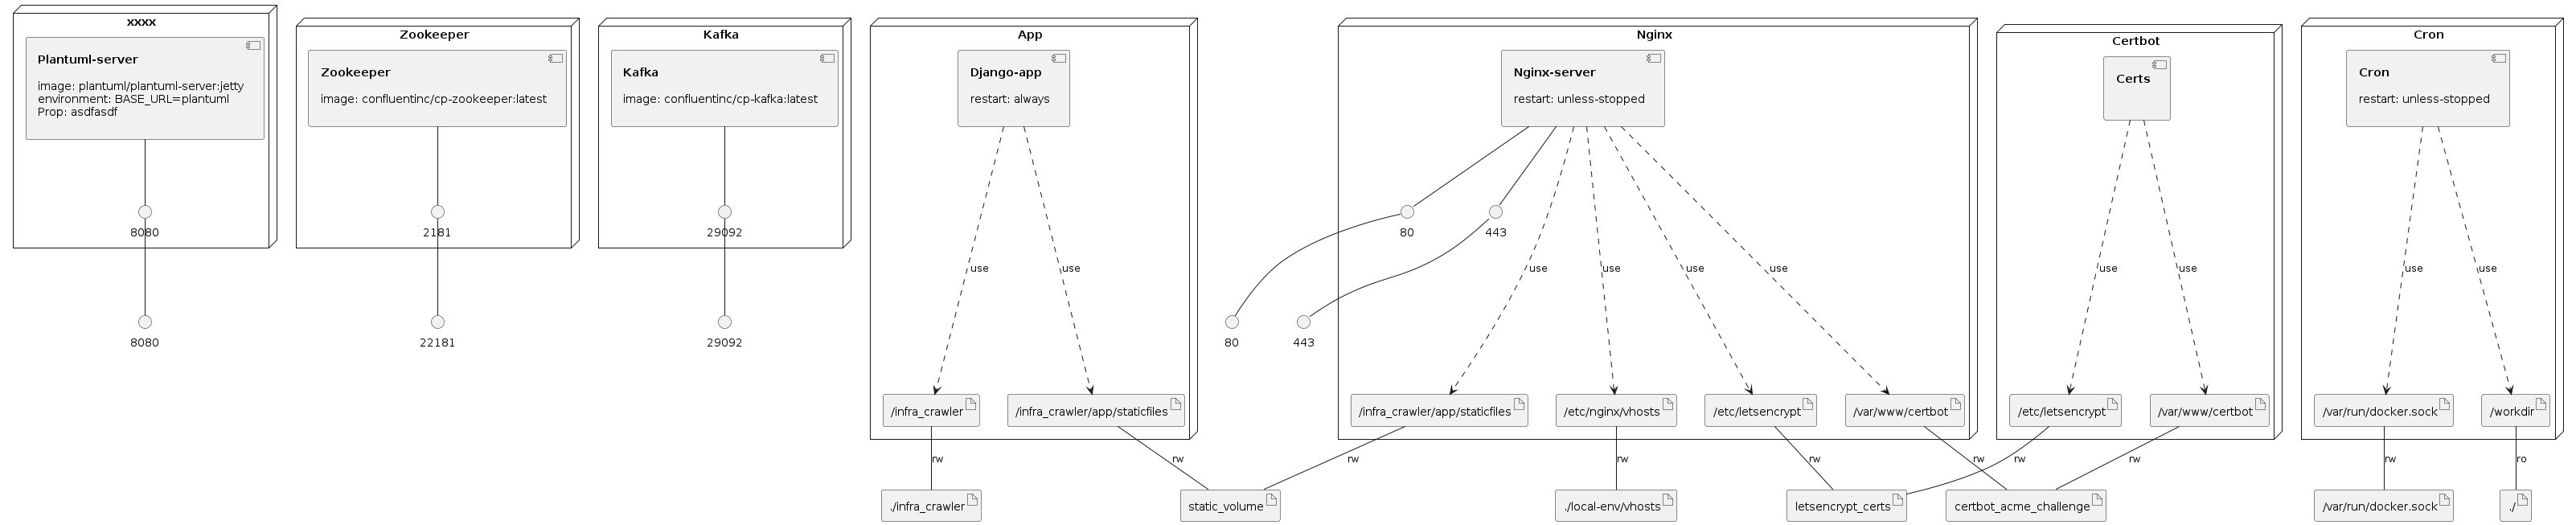 xxxx
Plantuml-server
image: plantuml/plantuml-server:jetty
environment: BASE_URL=plantuml
Prop: asdfasdf
8080
8080
Zookeeper
Zookeeper
image: confluentinc/cp-zookeeper:latest
2181
22181
Kafka
Kafka
image: confluentinc/cp-kafka:latest
29092
29092
App
Django-app
restart: always
use
use
/infra_crawler
/infra_crawler/app/staticfiles
rw
rw
./infra_crawler
static_volume
Nginx
Nginx-server
restart: unless-stopped
80
443
80
443
use
use
use
use
/infra_crawler/app/staticfiles
/etc/nginx/vhosts
/etc/letsencrypt
/var/www/certbot
rw
rw
rw
rw
./local-env/vhosts
letsencrypt_certs
certbot_acme_challenge
Certbot
Certs
use
use
/etc/letsencrypt
/var/www/certbot
rw
rw
Cron
Cron
restart: unless-stopped
use
use
/var/run/docker.sock
/workdir
rw
ro
/var/run/docker.sock
./